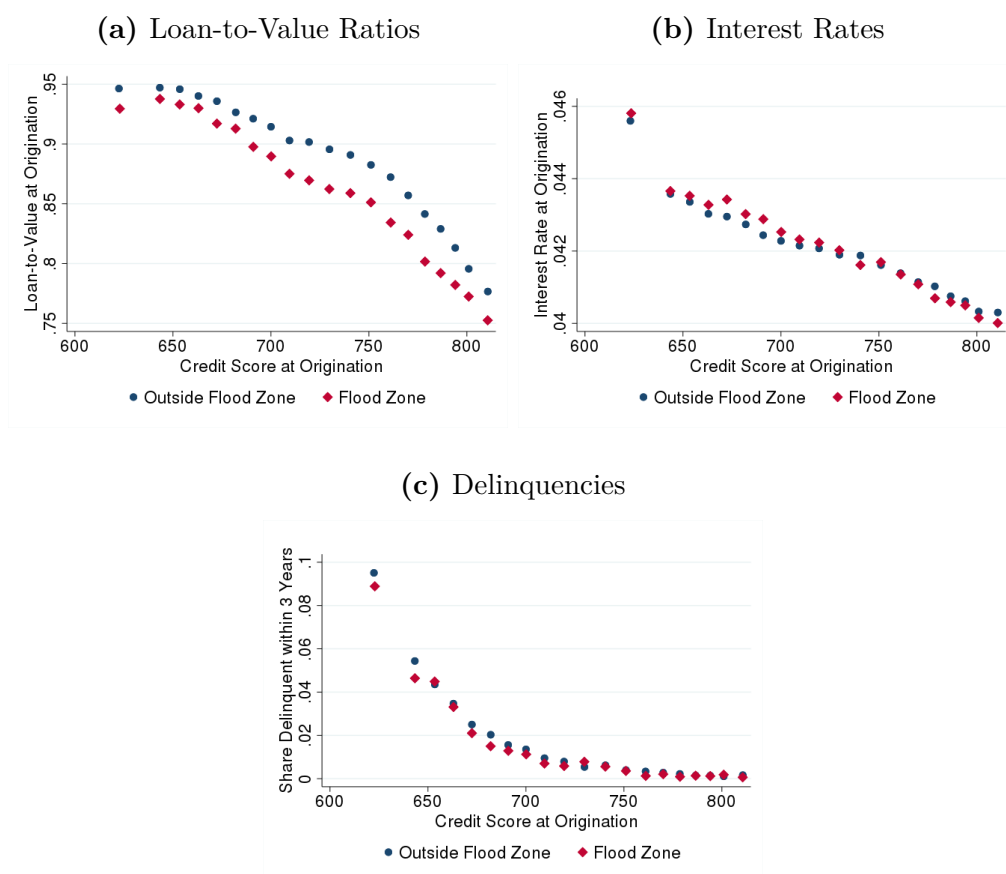 (a) Loan-to-Value Ratios
Loan-to-Value at Origination
.95
.9
.85
.8
.75
600 650 700 750 800
Credit Score at Origination
Outside Flood Zone Flood Zone
(b) Interest Rates
Interest Rate at Origination
.046
.044
.042
.04
600 650 700 750 800
Credit Score at Origination
Outside Flood Zone Flood Zone
(c) Delinquencies
Share Delinquent within 3 Years
.1
.08
.06
.04
.02
0
600 650 700 750 800
Credit Score at Origination
Outside Flood Zone Flood Zone